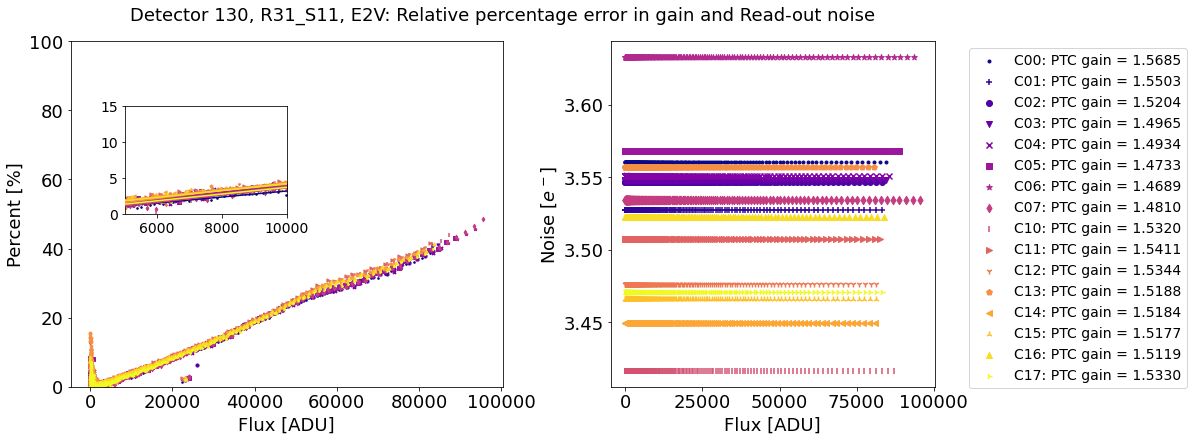 Detector 130, R31_S11, E2V: Relative percentage error in gain and Read-out noise
Percent [%]
100
80
60
40
20
0
15
10
5
0
6000 8000 10000
0 20000 40000 60000 80000 100000
Flux [ADU]
Noise [e⁻]
3.60
3.55
3.50
3.45
0 25000 50000 75000 100000
Flux [ADU]
C00: PTC gain = 1.5685
C01: PTC gain = 1.5503
C02: PTC gain = 1.5204
C03: PTC gain = 1.4965
C04: PTC gain = 1.4934
C05: PTC gain = 1.4733
C06: PTC gain = 1.4689
C07: PTC gain = 1.4810
C10: PTC gain = 1.5320
C11: PTC gain = 1.5411
C12: PTC gain = 1.5344
C13: PTC gain = 1.5188
C14: PTC gain = 1.5184
C15: PTC gain = 1.5177
C16: PTC gain = 1.5119
C17: PTC gain = 1.5330